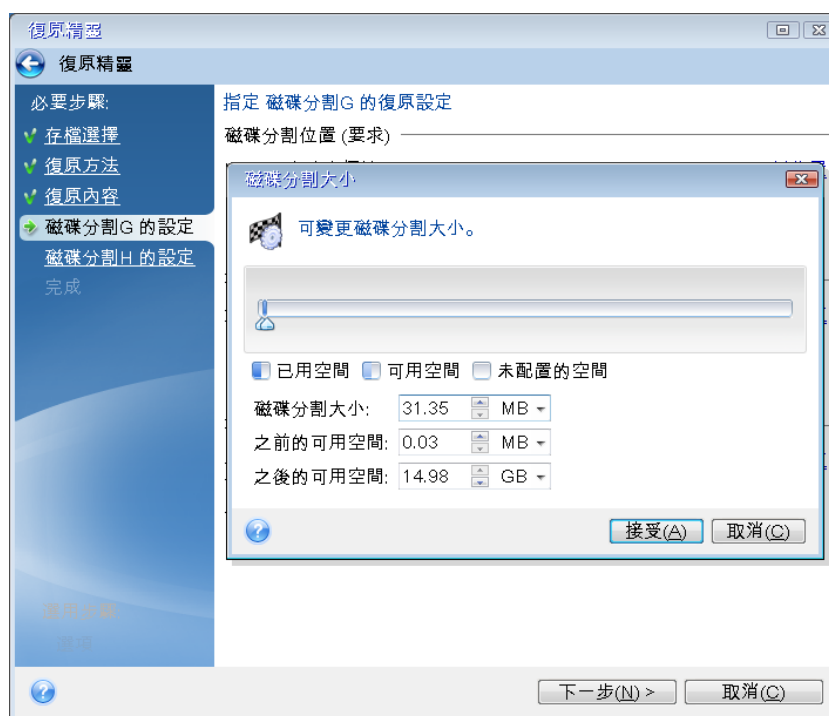 復原精靈
復原精靈
必要步驟:
存檔選擇
復原方法
復原內容
磁碟分割G 的設定
磁碟分割H 的設定
完成
選項
指定 磁碟分割G 的復原設定
磁碟分割位置 (要求)
磁碟分割大小
可變更磁碟分割大小。
已用空間 可用空間 未配置的空間
磁碟分割大小: 31.35 MB
之前的可用空間: 0.03 MB
之後的可用空間: 14.98 GB
接受(A) 取消(C)
下一步(N) > 取消(C)